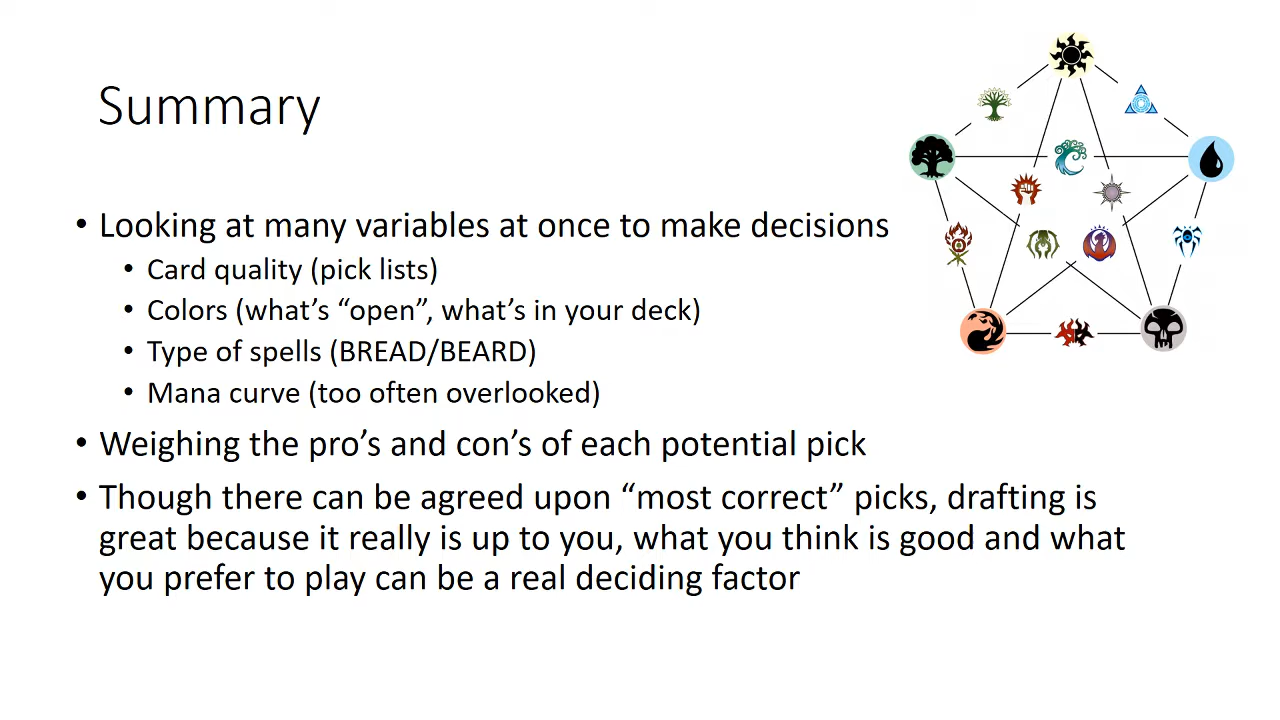 Summary
• Looking at many variables at once to make decisions
• Card quality (pick lists)
• Colors (what’s “open”, what’s in your deck)
• Type of spells (BREAD/BEARD)
• Mana curve (too often overlooked)
• Weighing the pro’s and con’s of each potential pick
• Though there can be agreed upon “most correct” picks, drafting is
great because it really is up to you, what you think is good and what
you prefer to play can be a real deciding factor